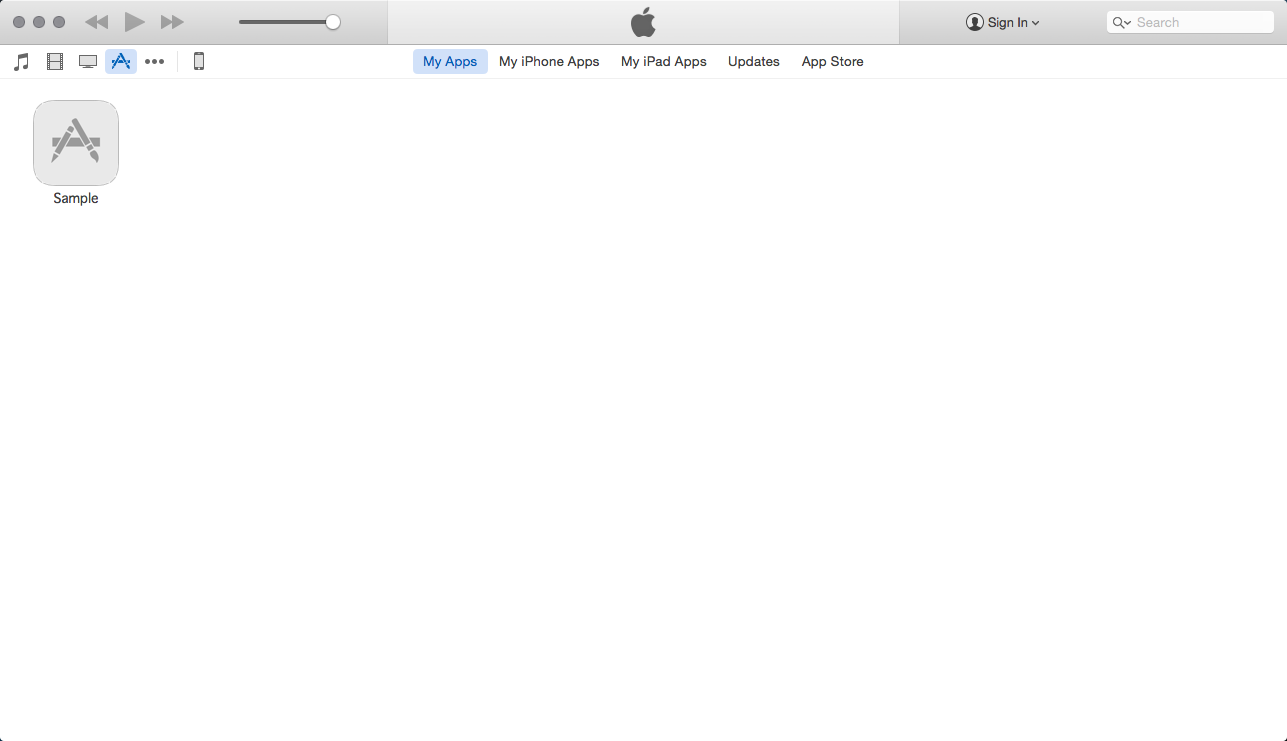 Sign In
Search
My Apps
My iPhone Apps
My iPad Apps
Updates
App Store
Sample